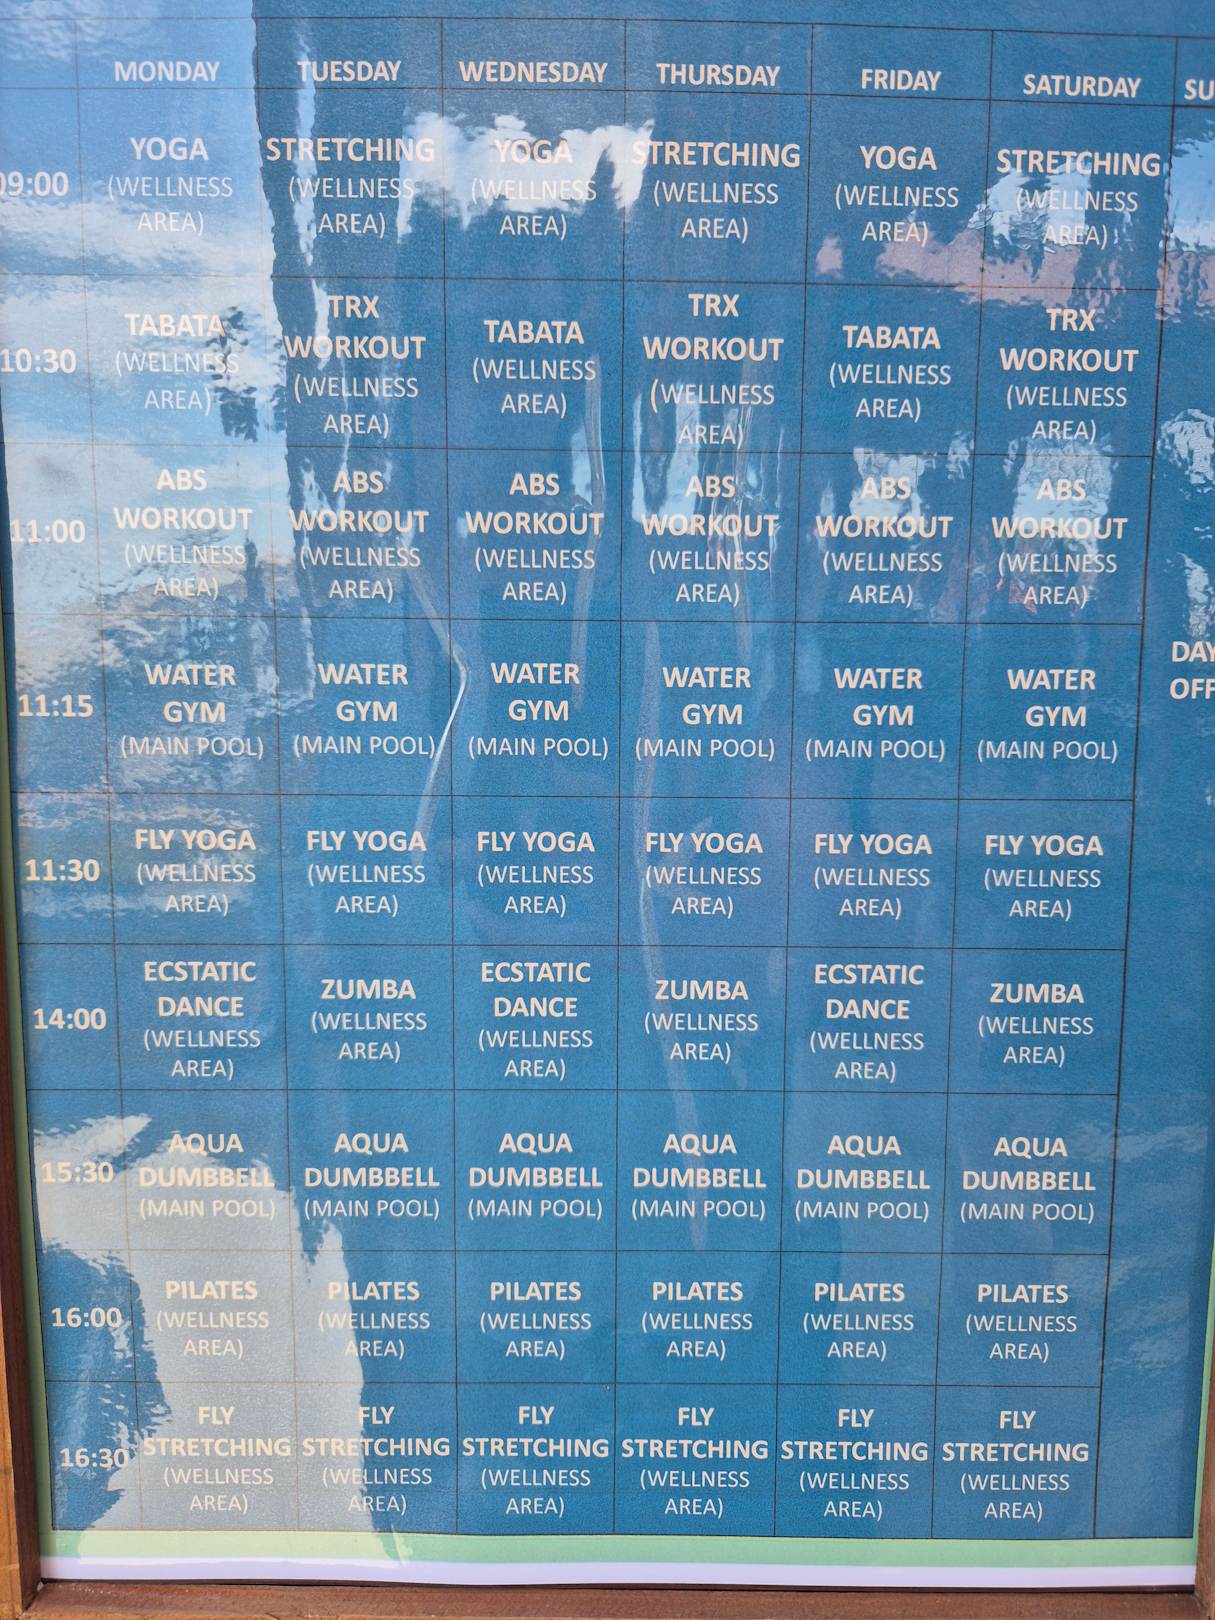 MONDAY TUESDAY WEDNESDAY THURSDAY FRIDAY SATURDAY SU
09:00
YOGA
(WELLNESS
AREA)
STRETCHING
(WELLNESS
AREA)
YOGA
(WELLNESS
AREA)
STRETCHING
(WELLNESS
AREA)
YOGA
(WELLNESS
AREA)
STRETCHING
(WELLNESS
AREA)
10:30
TABATA
(WELLNESS
AREA)
TRX
WORKOUT
(WELLNESS
AREA)
TABATA
(WELLNESS
AREA)
TRX
WORKOUT
(WELLNESS
AREA)
TABATA
(WELLNESS
AREA)
TRX
WORKOUT
(WELLNESS
AREA)
11:00
ABS
WORKOUT
(WELLNESS
AREA)
ABS
WORKOUT
(WELLNESS
AREA)
ABS
WORKOUT
(WELLNESS
AREA)
ABS
WORKOUT
(WELLNESS
AREA)
ABS
WORKOUT
(WELLNESS
AREA)
ABS
WORKOUT
(WELLNESS
AREA)
DAY
OFF
11:15
WATER
GYM
(MAIN POOL)
WATER
GYM
(MAIN POOL)
WATER
GYM
(MAIN POOL)
WATER
GYM
(MAIN POOL)
WATER
GYM
(MAIN POOL)
WATER
GYM
(MAIN POOL)
11:30
FLY YOGA
(WELLNESS
AREA)
FLY YOGA
(WELLNESS
AREA)
FLY YOGA
(WELLNESS
AREA)
FLY YOGA
(WELLNESS
AREA)
FLY YOGA
(WELLNESS
AREA)
FLY YOGA
(WELLNESS
AREA)
14:00
ECSTATIC
DANCE
(WELLNESS
AREA)
ZUMBA
(WELLNESS
AREA)
ECSTATIC
DANCE
(WELLNESS
AREA)
ZUMBA
(WELLNESS
AREA)
ECSTATIC
DANCE
(WELLNESS
AREA)
ZUMBA
(WELLNESS
AREA)
15:30
AQUA
DUMBBELL
(MAIN POOL)
AQUA
DUMBBELL
(MAIN POOL)
AQUA
DUMBBELL
(MAIN POOL)
AQUA
DUMBBELL
(MAIN POOL)
AQUA
DUMBBELL
(MAIN POOL)
AQUA
DUMBBELL
(MAIN POOL)
16:00
PILATES
(WELLNESS
AREA)
PILATES
(WELLNESS
AREA)
PILATES
(WELLNESS
AREA)
PILATES
(WELLNESS
AREA)
PILATES
(WELLNESS
AREA)
PILATES
(WELLNESS
AREA)
16:30
FLY
STRETCHING
(WELLNESS
AREA)
FLY
STRETCHING
(WELLNESS
AREA)
FLY
STRETCHING
(WELLNESS
AREA)
FLY
STRETCHING
(WELLNESS
AREA)
FLY
STRETCHING
(WELLNESS
AREA)
FLY
STRETCHING
(WELLNESS
AREA)